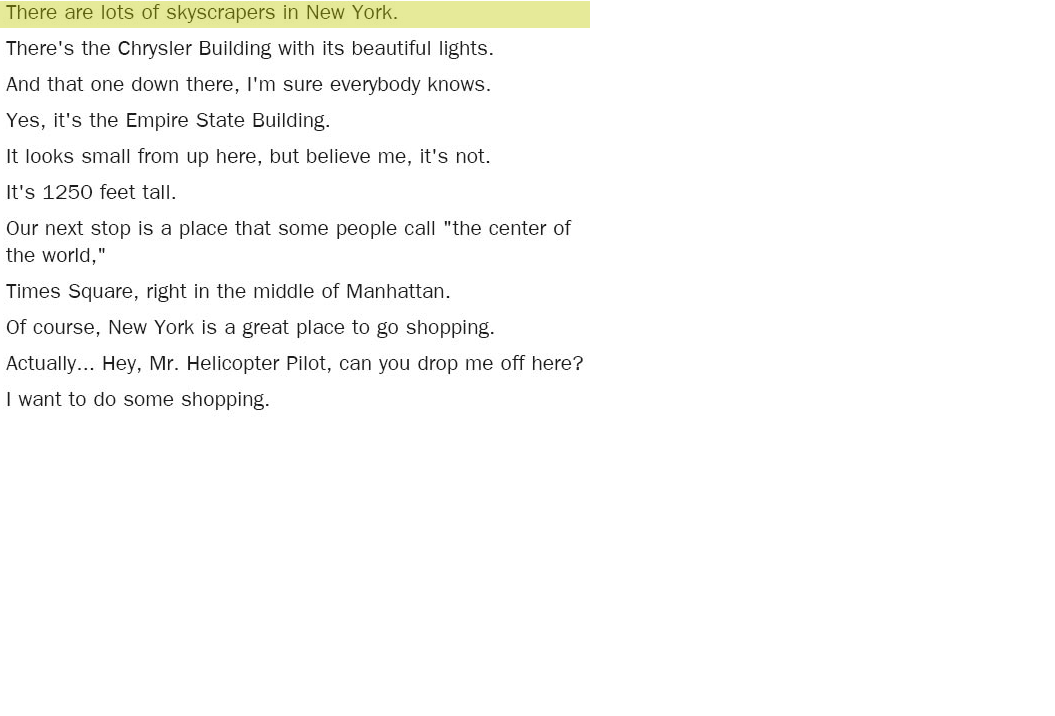 There are lots of skyscrapers in New York.
There's the Chrysler Building with its beautiful lights.
And that one down there, I'm sure everybody knows.
Yes, it's the Empire State Building.
It looks small from up here, but believe me, it's not.
It's 1250 feet tall.
Our next stop is a place that some people call "the center of
the world,"
Times Square, right in the middle of Manhattan.
Of course, New York is a great place to go shopping.
Actually... Hey, Mr. Helicopter Pilot, can you drop me off here?
I want to do some shopping.